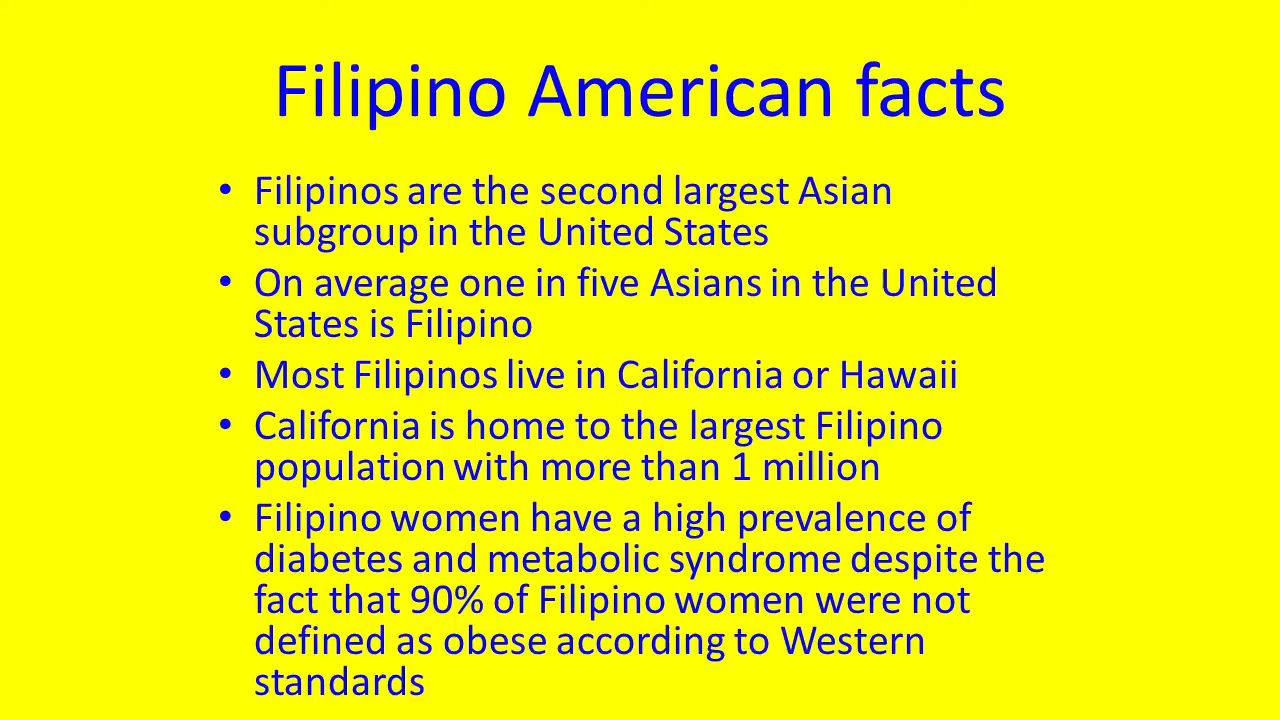 Filipino American facts
• Filipinos are the second largest Asian
subgroup in the United States
• On average one in five Asians in the United
States is Filipino
• Most Filipinos live in California or Hawaii
• California is home to the largest Filipino
population with more than 1 million
• Filipino women have a high prevalence of
diabetes and metabolic syndrome despite the
fact that 90% of Filipino women were not
defined as obese according to Western
standards